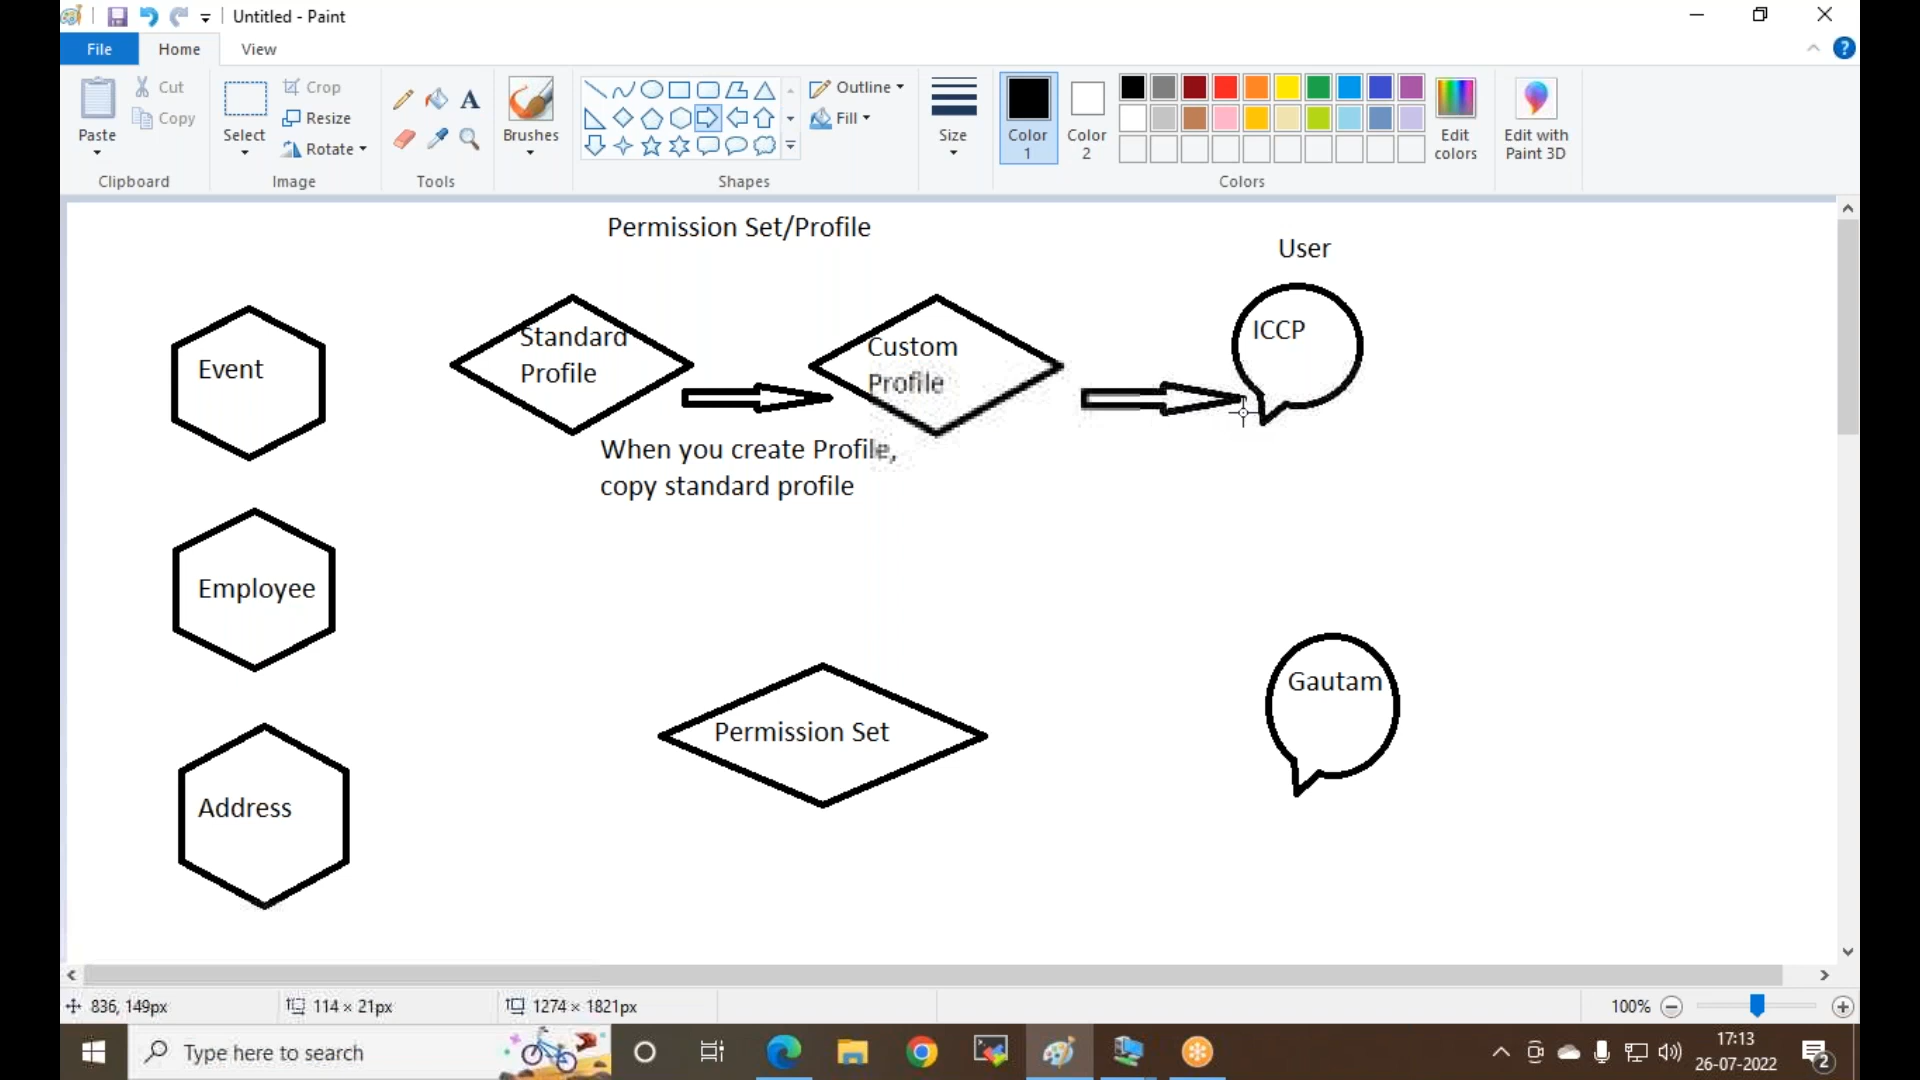 Untitled - Paint
File
Home
View
Paste
Cut
Copy
Clipboard
Select
Crop
Resize
Rotate
Image
A
Tools
Brushes
Outline
Fill
Shapes
Size
Color 1
Color 2
Edit colors
Edit with Paint 3D
Colors
Permission Set/Profile
User
Event
Standard
Profile
Custom
Profile
ICCP
When you create Profile,
copy standard profile
Employee
Gautam
Permission Set
Address
836, 149px
114 × 21px
1274 × 1821px
100%
Type here to search
17:13
26-07-2022
2